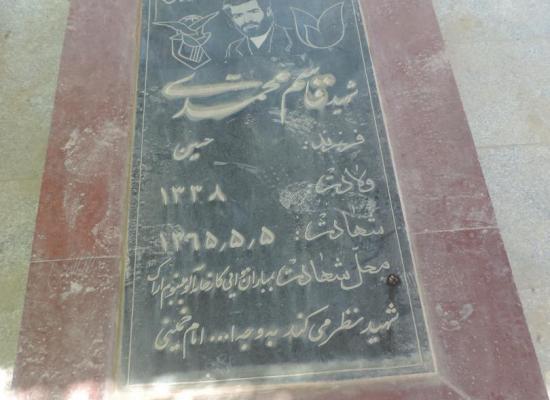 شهید قاسم محمدی
فرزند: حسین
ولادت: ۱۳۳۸
شهادت: ۱۳۶۵٫۵٫۵
محل شهادت: بمباران هوایی کارخانه آلومینیوم اراک
شهید نظر می کند به وجه ا... امام خمینی